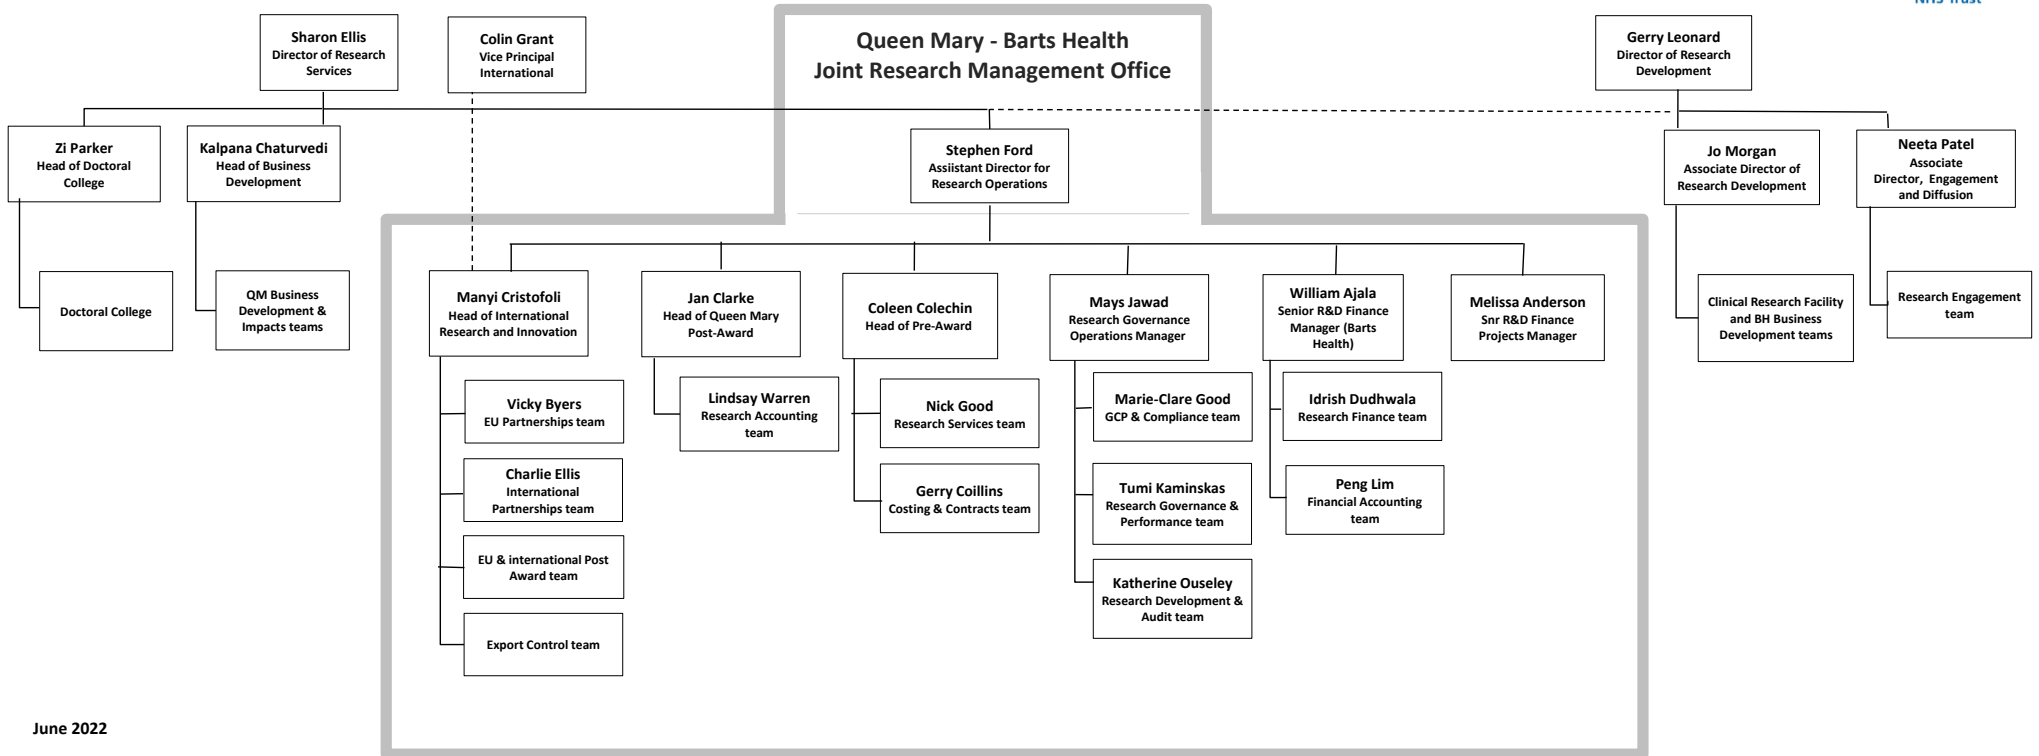 NHS Trust
Sharon Ellis
Director of Research
Services
Colin Grant
Vice Principal
International
Queen Mary - Barts Health
Joint Research Management Office
Gerry Leonard
Director of Research
Development
Zi Parker
Head of Doctoral
College
Kalpana Chaturvedi
Head of Business
Development
Stephen Ford
Assiistant Director for
Research Operations
Jo Morgan
Associate Director of
Research Development
Neeta Patel
Associate
Director, Engagement
and Diffusion
Doctoral College
QM Business
Development &
Impacts teams
Manyi Cristofoli
Head of International
Research and Innovation
Jan Clarke
Head of Queen Mary
Post-Award
Coleen Colechin
Head of Pre-Award
Mays Jawad
Research Governance
Operations Manager
William Ajala
Senior R&D Finance
Manager (Barts
Health)
Melissa Anderson
Snr R&D Finance
Projects Manager
Clinical Research Facility
and BH Business
Development teams
Research Engagement
team
Vicky Byers
EU Partnerships team
Lindsay Warren
Research Accounting
team
Nick Good
Research Services team
Marie-Clare Good
GCP & Compliance team
Idrish Dudhwala
Research Finance team
Charlie Ellis
International
Partnerships team
Gerry Coillins
Costing & Contracts team
Tumi Kaminskas
Research Governance &
Performance team
Peng Lim
Financial Accounting
team
EU & international Post
Award team
Katherine Ouseley
Research Development &
Audit team
Export Control team
June 2022